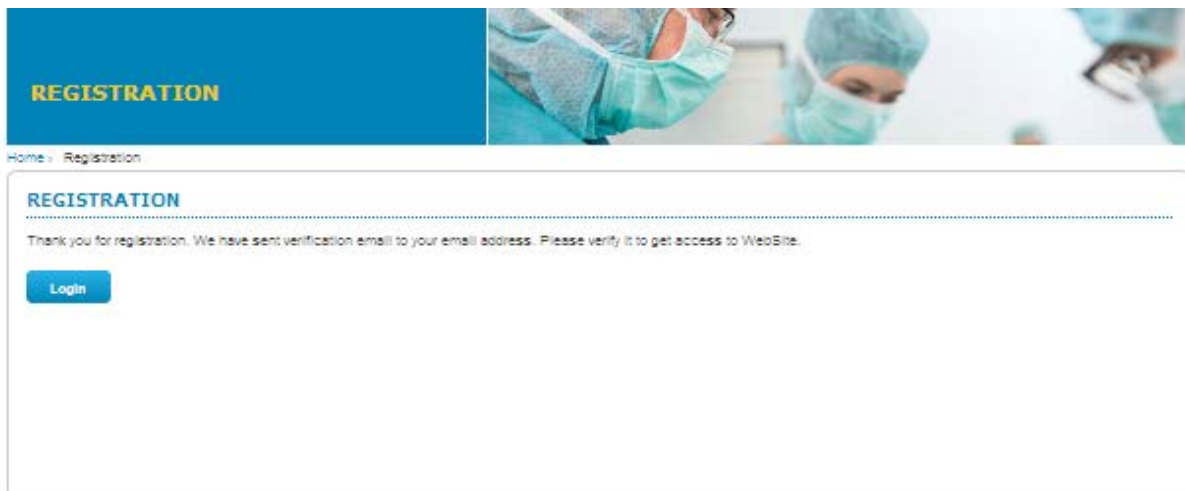 REGISTRATION
Home › Registration
REGISTRATION
Thank you for registration. We have sent verification email to your email address. Please verify it to get access to WebSite.
Login